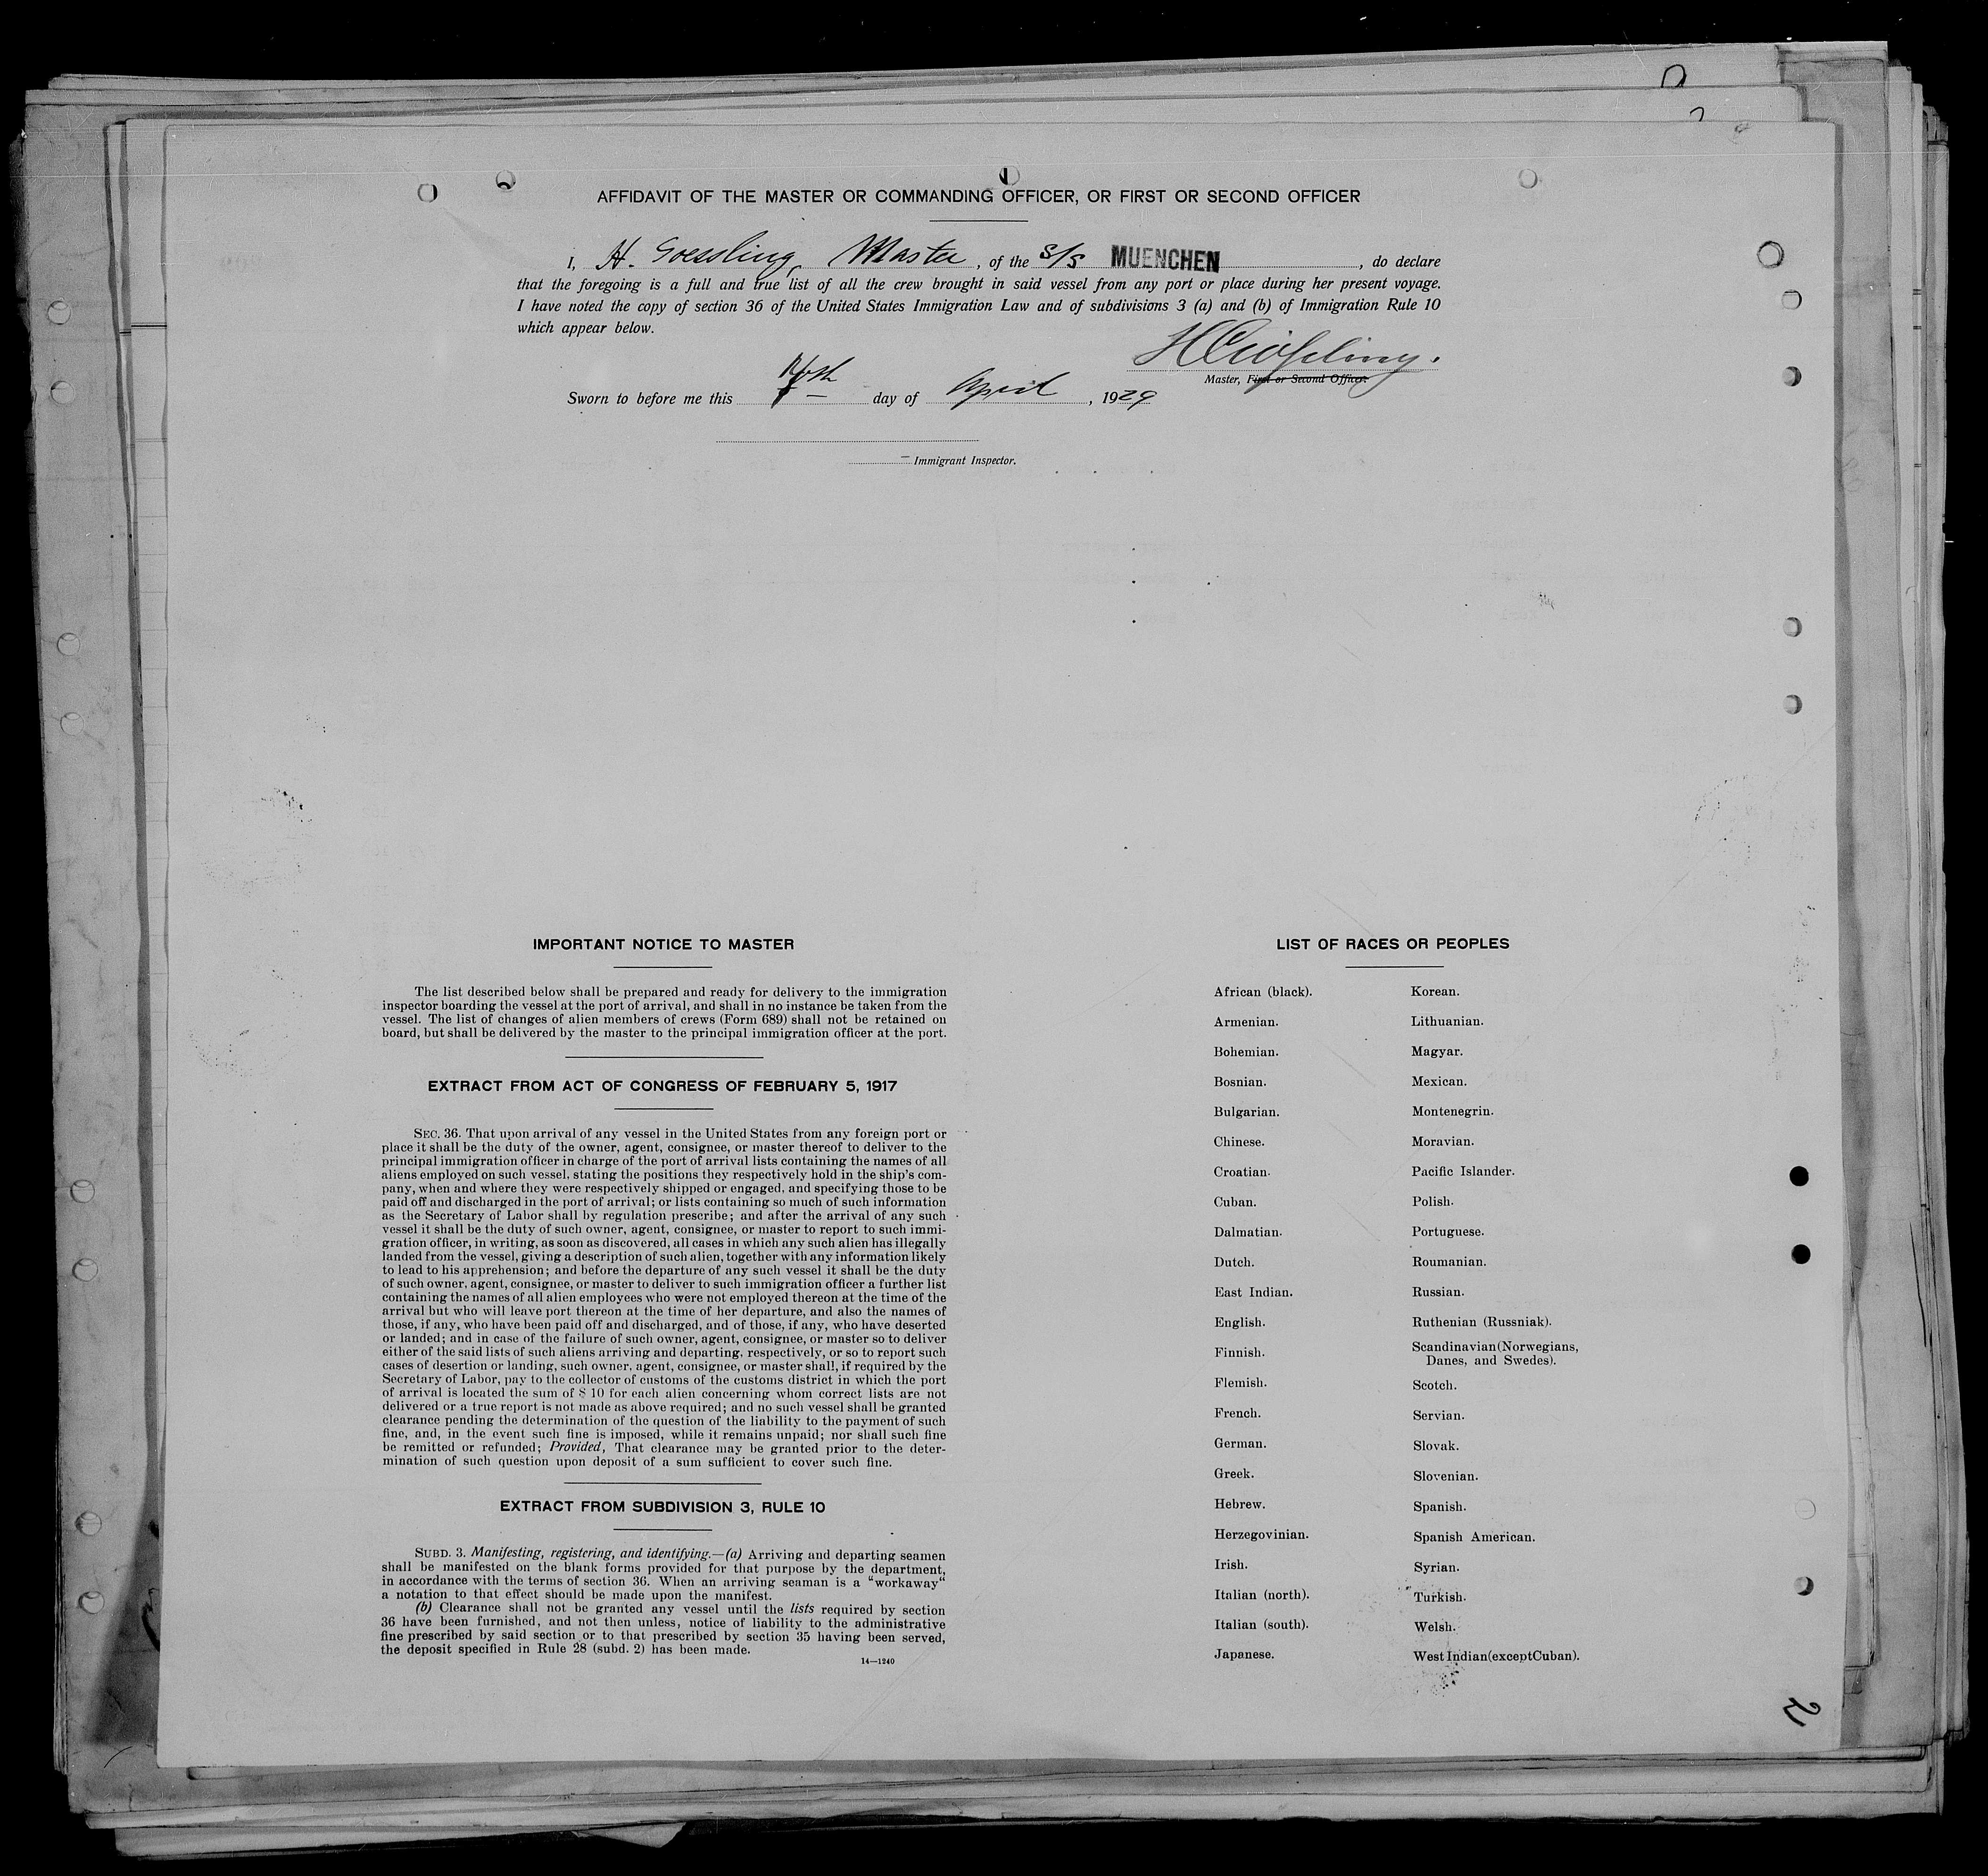 AFFIDAVIT OF THE MASTER OR COMMANDING OFFICER, OR FIRST OR SECOND OFFICER
I, H. Goessling, Master, of the S/S MUENCHEN, do declare
that the foregoing is a full and true list of all the crew brought in said vessel from any port or place during her present voyage.
I have noted the copy of section 36 of the United States Immigration Law and of subdivisions 3 (a) and (b) of Immigration Rule 10
which appear below.
Master, First or Second Officer
Sworn to before me this day of April, 1929
Immigrant Inspector.
IMPORTANT NOTICE TO MASTER
The list described below shall be prepared and ready for delivery to the immigration
inspector boarding the vessel at the port of arrival, and shall in no instance be taken from the
vessel. The list of changes of alien members of crews (Form 689) shall not be retained on
board, but shall be delivered by the master to the principal immigration officer at the port.
EXTRACT FROM ACT OF CONGRESS OF FEBRUARY 5, 1917
SEC. 36. That upon arrival of any vessel in the United States from any foreign port or
place it shall be the duty of the owner, agent, consignee, or master thereof to deliver to the
principal immigration officer in charge of the port of arrival lists containing the names of all
aliens employed on such vessel, stating the positions they respectively hold in the ship's com-
pany, when and where they were respectively shipped or engaged, and specifying those to be
paid off and discharged in the port of arrival; or lists containing so much of such information
as the Secretary of Labor shall by regulation prescribe; and after the arrival of any such
vessel it shall be the duty of such owner, agent, consignee, or master to report to such immi-
gration officer, in writing, as soon as discovered, all cases in which any such alien has illegally
landed from the vessel, giving a description of such alien, together with any information likely
to lead to his apprehension; and before the departure of any such vessel it shall be the duty
of such owner, agent, consignee, or master to deliver to such immigration officer a further list
containing the names of all alien employees who were not employed thereon at the time of the
arrival but who will leave port thereon at the time of her departure, and also the names of
those, if any, who have been paid off and discharged, and of those, if any, who have deserted
or landed; and in case of the failure of such owner, agent, consignee, or master so to deliver
either of the said lists of such aliens arriving and departing, respectively, or so to report such
cases of desertion or landing, such owner, agent, consignee, or master shall, if required by the
Secretary of Labor, pay to the collector of customs of the customs district in which the port
of arrival is located the sum of $ 10 for each alien concerning whom correct lists are not
delivered or a true report is not made as above required; and no such vessel shall be granted
clearance pending the determination of the question of the liability to the payment of such
fine, and, in the event such fine is imposed, while it remains unpaid; nor shall such fine
be remitted or refunded; Provided, That clearance may be granted prior to the deter-
mination of such question upon deposit of a sum sufficient to cover such fine.
EXTRACT FROM SUBDIVISION 3, RULE 10
SUBD. 3. Manifesting, registering, and identifying.—(a) Arriving and departing seamen
shall be manifested on the blank forms provided for that purpose by the department,
in accordance with the terms of section 36. When an arriving seaman is a “workaway“
a notation to that effect should be made upon the manifest.
(b) Clearance shall not be granted any vessel until the lists required by section
36 have been furnished, and not then unless, notice of liability to the administrative
fine prescribed by said section or to that prescribed by section 35 having been served,
the deposit specified in Rule 28 (subd. 2) has been made.
14—1240
LIST OF RACES OR PEOPLES
African (black).
Armenian.
Bohemian.
Bosnian.
Bulgarian.
Chinese.
Croatian.
Cuban.
Dalmatian.
Dutch.
East Indian.
English.
Finnish.
Flemish.
French.
German.
Greek.
Hebrew.
Herzegovinian.
Irish.
Italian (north).
Italian (south).
Japanese.
Korean.
Lithuanian.
Magyar.
Mexican.
Montenegrin.
Moravian.
Pacific Islander.
Polish.
Portuguese.
Roumanian.
Russian.
Ruthenian (Russniak).
Scandinavian (Norwegians,
Danes, and Swedes).
Scotch.
Servian.
Slovak.
Slovenian.
Spanish.
Spanish American.
Syrian.
Turkish.
Welsh.
West Indian (except Cuban).
2